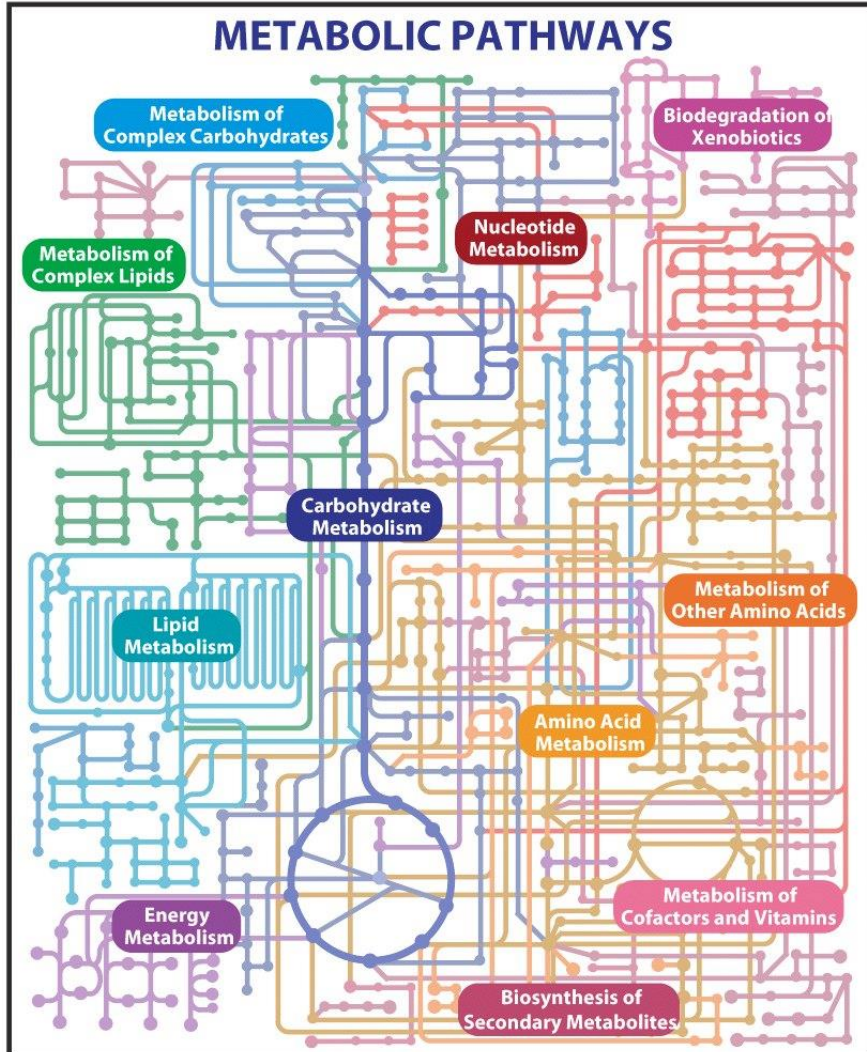 METABOLIC PATHWAYS
Metabolism of
Complex Carbohydrates
Biodegradation of
Xenobiotics
Nucleotide
Metabolism
Metabolism of
Complex Lipids
Carbohydrate
Metabolism
Metabolism of
Other Amino Acids
Lipid
Metabolism
Amino Acid
Metabolism
Metabolism of
Cofactors and Vitamins
Energy
Metabolism
Biosynthesis of
Secondary Metabolites